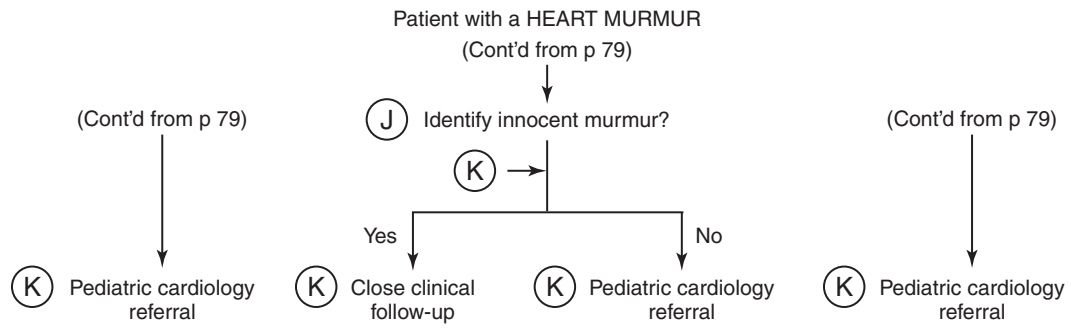 Patient with a HEART MURMUR
(Cont'd from p 79)
(Cont'd from p 79)
J Identify innocent murmur?
(Cont'd from p 79)
K
Yes
No
K Pediatric cardiology
referral
K Close clinical
follow-up
K Pediatric cardiology
referral
K Pediatric cardiology
referral